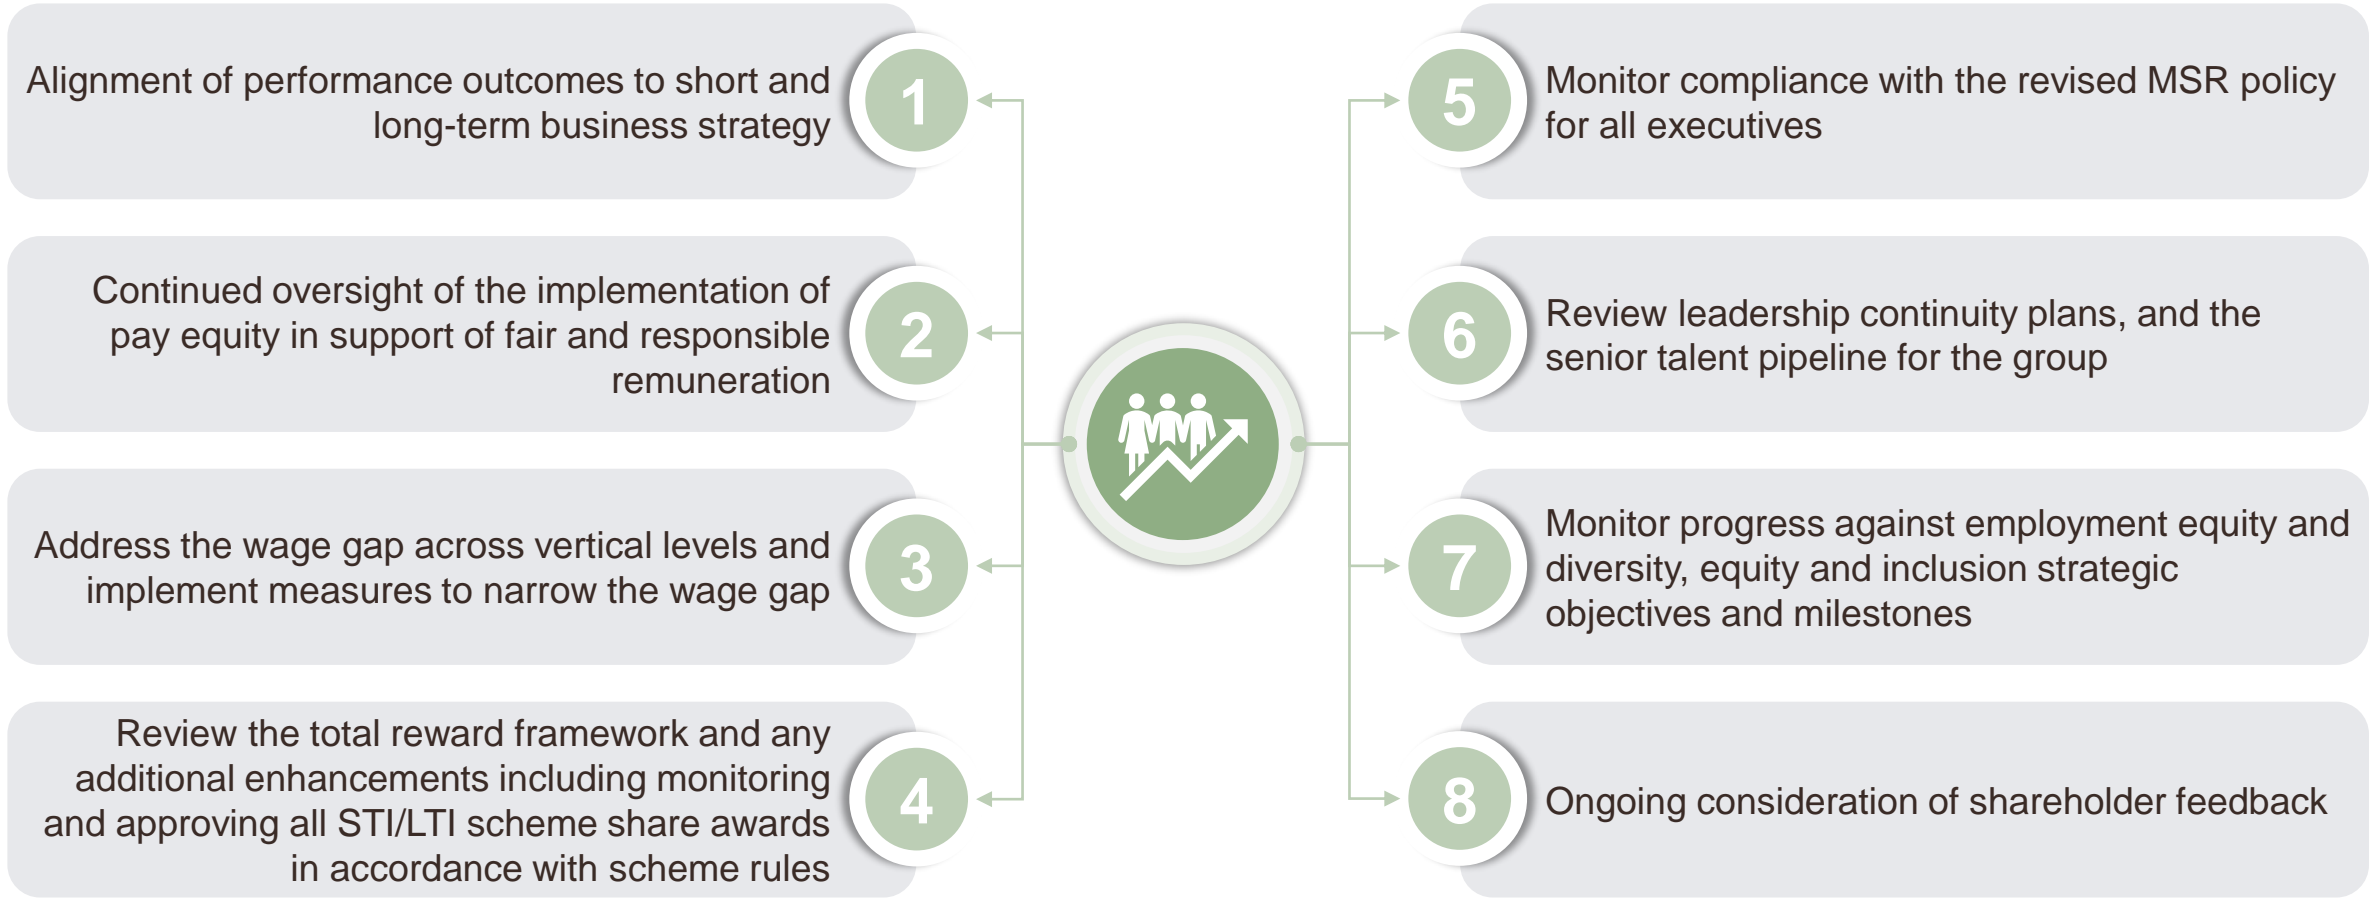 1
Alignment of performance outcomes to short and
long-term business strategy
2
Continued oversight of the implementation of
pay equity in support of fair and responsible
remuneration
3
Address the wage gap across vertical levels and
implement measures to narrow the wage gap
4
Review the total reward framework and any
additional enhancements including monitoring
and approving all STI/LTI scheme share awards
in accordance with scheme rules
5
Monitor compliance with the revised MSR policy
for all executives
6
Review leadership continuity plans, and the
senior talent pipeline for the group
7
Monitor progress against employment equity and
diversity, equity and inclusion strategic
objectives and milestones
8
Ongoing consideration of shareholder feedback